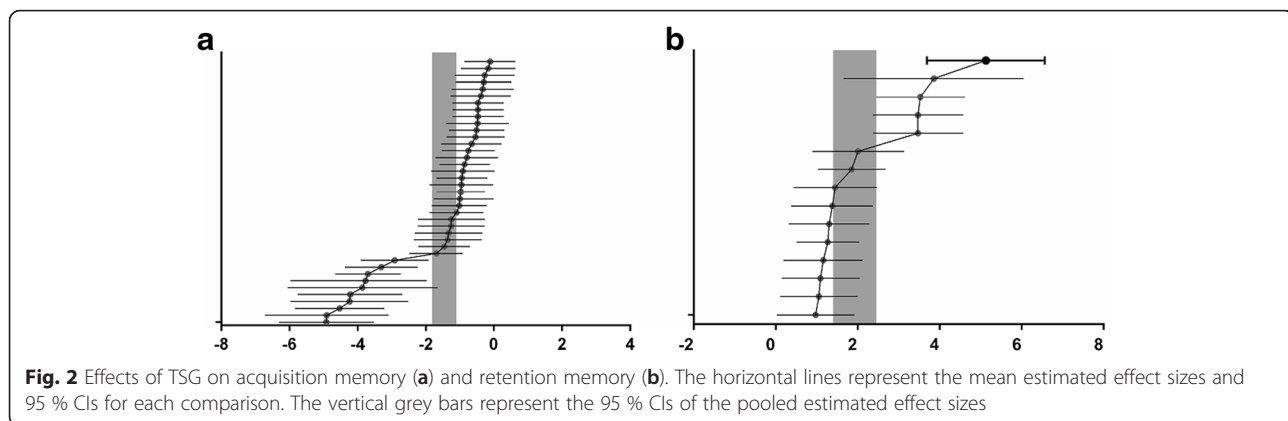 a
b
-8 -6 -4 -2 0 2 4
-2 0 2 4 6 8
Fig. 2 Effects of TSG on acquisition memory (a) and retention memory (b). The horizontal lines represent the mean estimated effect sizes and
95 % CIs for each comparison. The vertical grey bars represent the 95 % CIs of the pooled estimated effect sizes